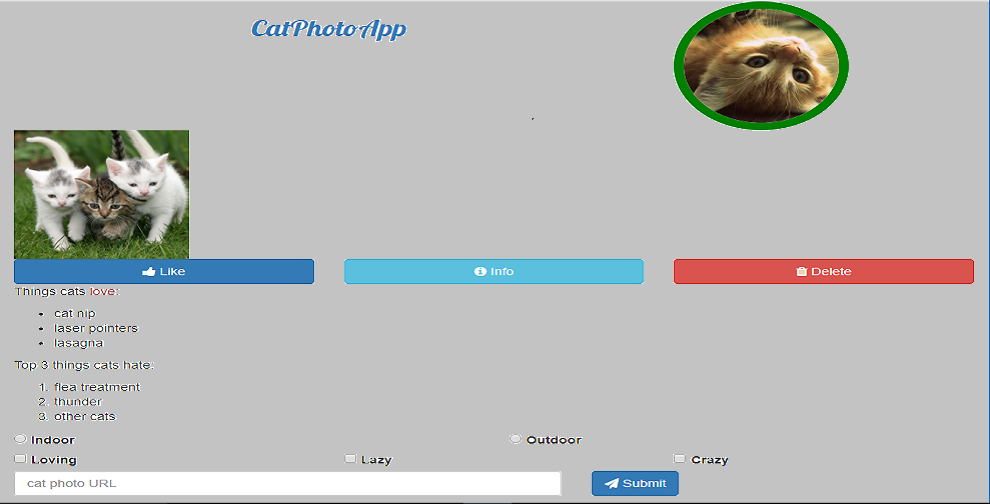 CatPhotoApp
Like Info Delete
Things cats love:
cat nip
laser pointers
lasagna
Top 3 things cats hate:
1. flea treatment
2. thunder
3. other cats
Indoor Outdoor
Loving Lazy Crazy
cat photo URL Submit